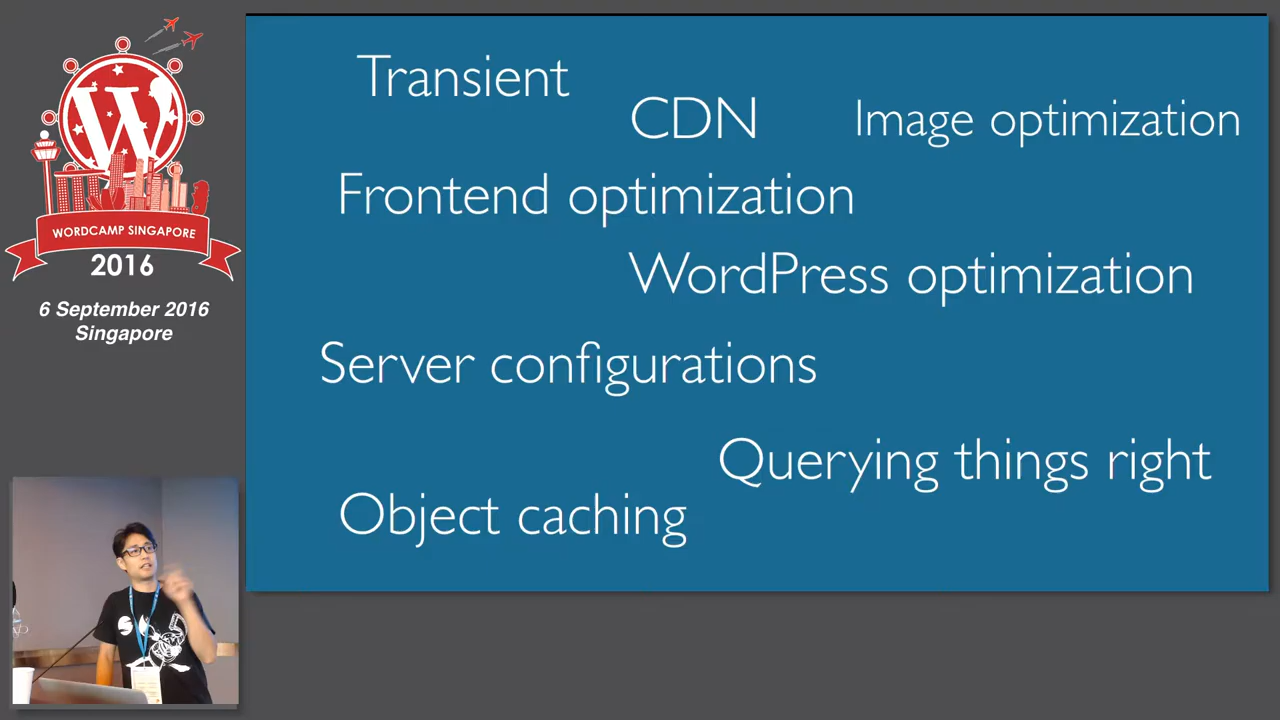 W
WORDCAMP SINGAPORE
2016
6 September 2016
Singapore
Transient
CDN
Image optimization
Frontend optimization
WordPress optimization
Server configurations
Querying things right
Object caching